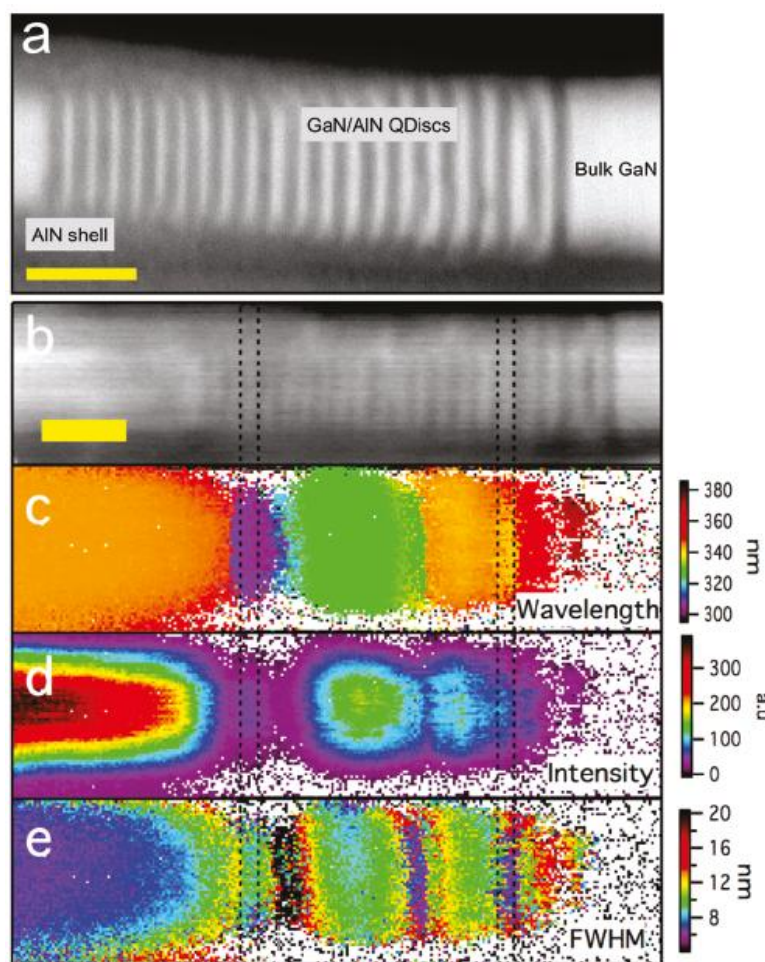 a
GaN/AlN QDiscs
Bulk GaN
AlN shell
b
c
Wavelength
380
360
340
320
300
nm
d
Intensity
300
200
100
0
a.u
e
FWHM
20
16
12
8
nm